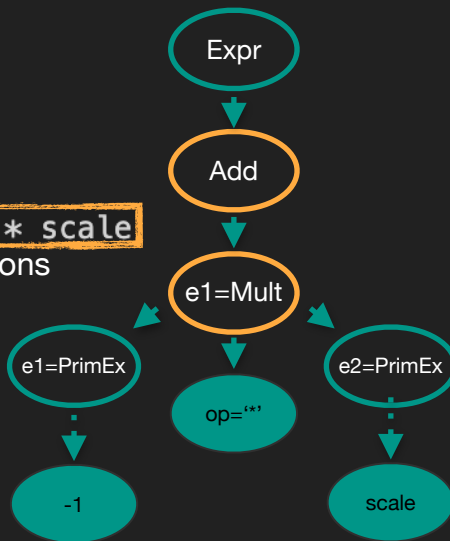 Expr
Add
* scale
ons
e1=Mult
e1=PrimEx
e2=PrimEx
op=‘*’
-1
scale